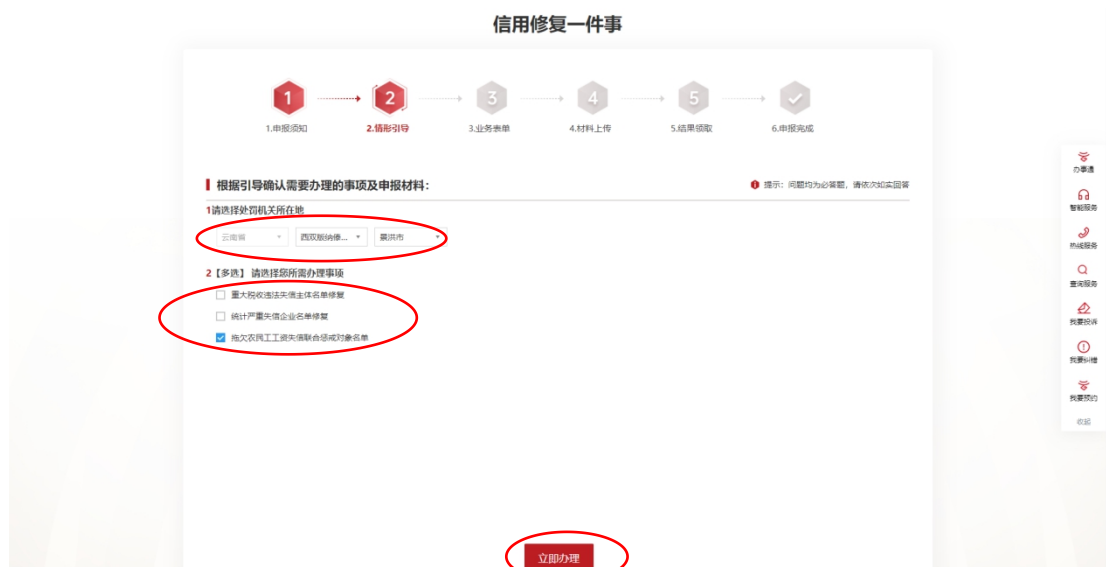 信用修复一件事
1 2 3 4 5
1.申报须知 2.情形引导 3.业务表单 4.材料上传 5.结果领取 6.申报完成
根据引导确认需要办理的事项及申报材料：
提示：问题均为必答题，请依次如实回答
1请选择处罚机关所在地
云南省 西双版纳傣... 景洪市
2【多选】 请选择您所需办理事项
重大税收违法失信主体名单修复
统计严重失信企业名单修复
拖欠农民工工资失信联合惩戒对象名单
立即办理
办事通
智能服务
热线服务
查询服务
我要投诉
我要纠错
我要预约
收起